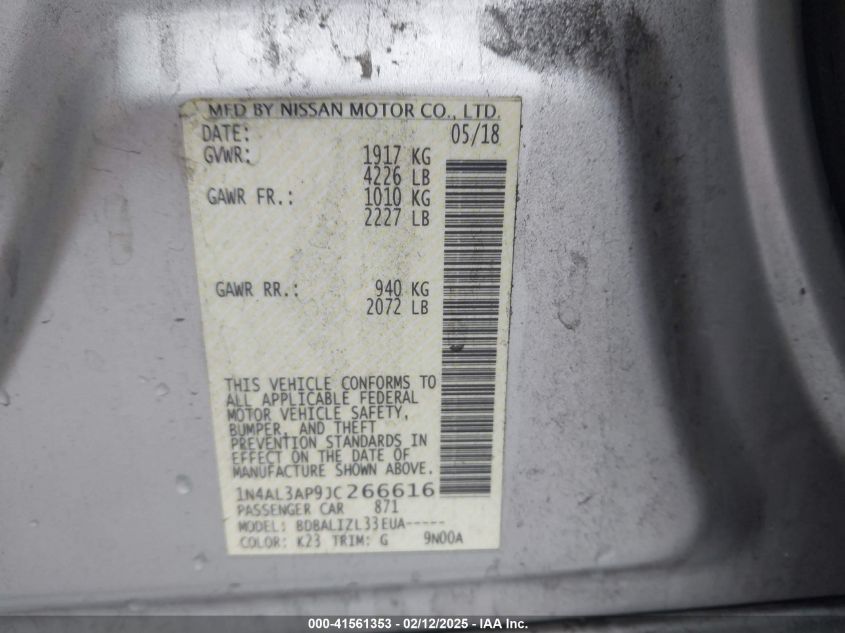 MFD BY NISSAN MOTOR CO., LTD.
DATE: 05/18
GVWR: 1917 KG
4226 LB
GAWR FR.: 1010 KG
2227 LB
GAWR RR.: 940 KG
2072 LB
THIS VEHICLE CONFORMS TO
ALL APPLICABLE FEDERAL
MOTOR VEHICLE SAFETY,
BUMPER, AND THEFT
PREVENTION STANDARDS IN
EFFECT ON THE DATE OF
MANUFACTURE SHOWN ABOVE.
1N4AL3AP9JC266616
PASSENGER CAR 871
MODEL: BDBALIZL33EUA-----
COLOR: K23 TRIM: G 9N00A
000-41561353 - 02/12/2025 - IAA Inc.